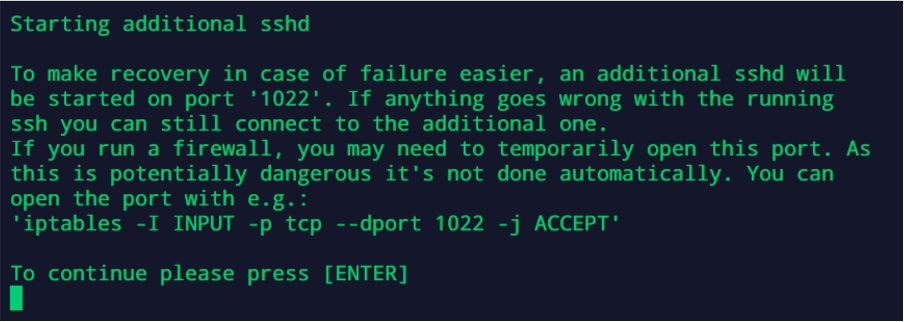 Starting additional sshd
To make recovery in case of failure easier, an additional sshd will
be started on port '1022'. If anything goes wrong with the running
ssh you can still connect to the additional one.
If you run a firewall, you may need to temporarily open this port. As
this is potentially dangerous it's not done automatically. You can
open the port with e.g.:
'iptables -I INPUT -p tcp --dport 1022 -j ACCEPT'
To continue please press [ENTER]